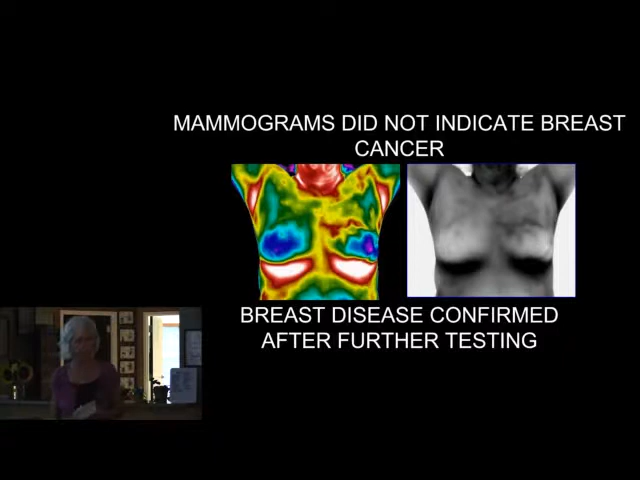 MAMMOGRAMS DID NOT INDICATE BREAST
CANCER
BREAST DISEASE CONFIRMED
AFTER FURTHER TESTING